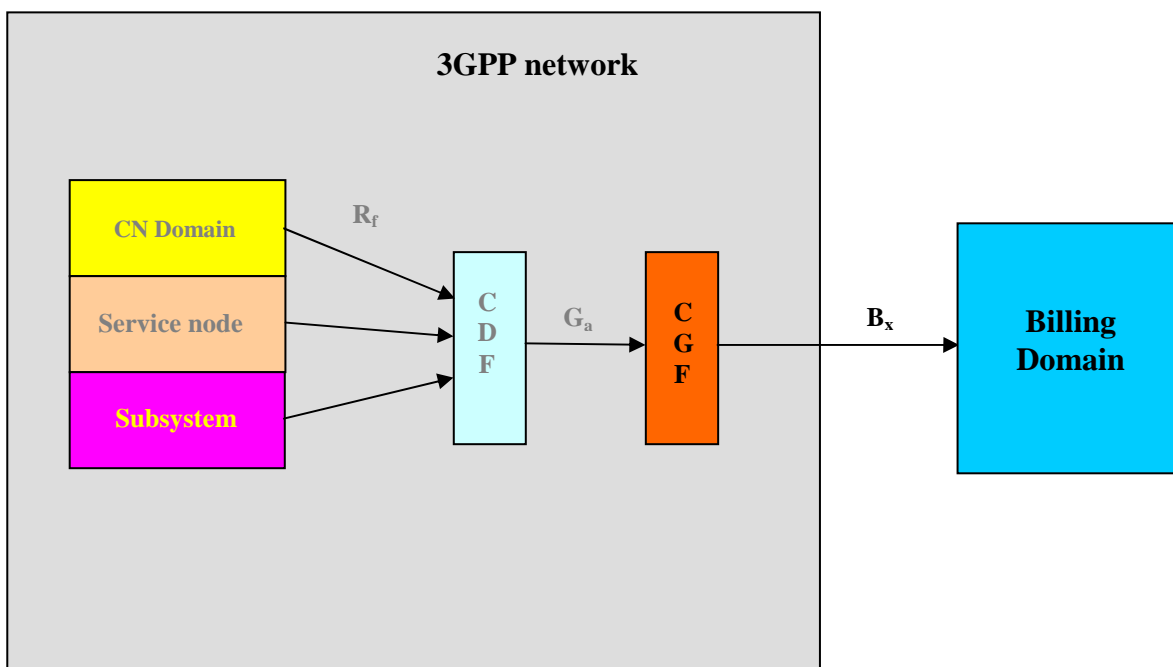 3GPP network
CN Domain
Service node
Subsystem
Rf
C
D
F
Ga
C
G
F
Bx
Billing
Domain